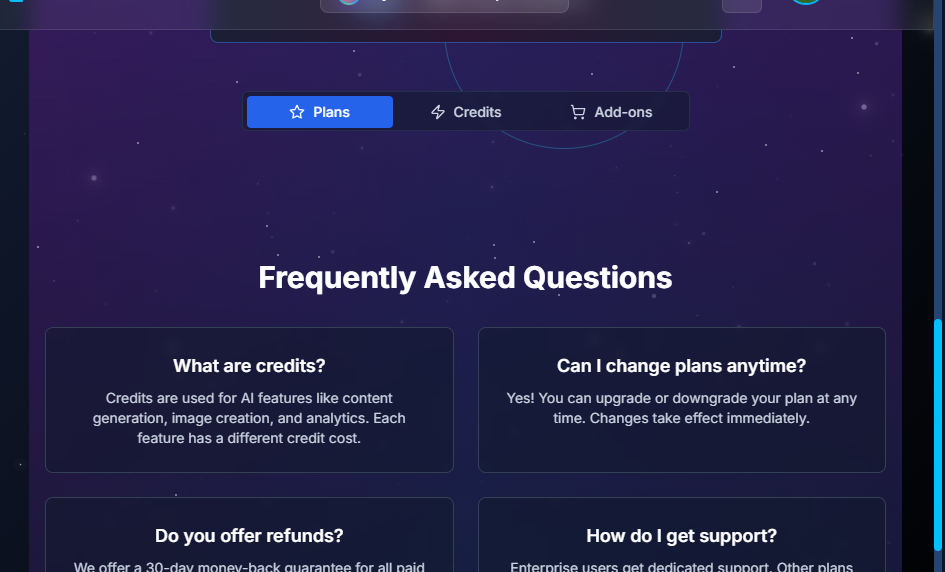 Plans
Credits
Add-ons
Frequently Asked Questions
What are credits?
Credits are used for AI features like content
generation, image creation, and analytics. Each
feature has a different credit cost.
Can I change plans anytime?
Yes! You can upgrade or downgrade your plan at any
time. Changes take effect immediately.
Do you offer refunds?
We offer a 30-day money-back guarantee for all paid
How do I get support?
Enterprise users get dedicated support. Other plans